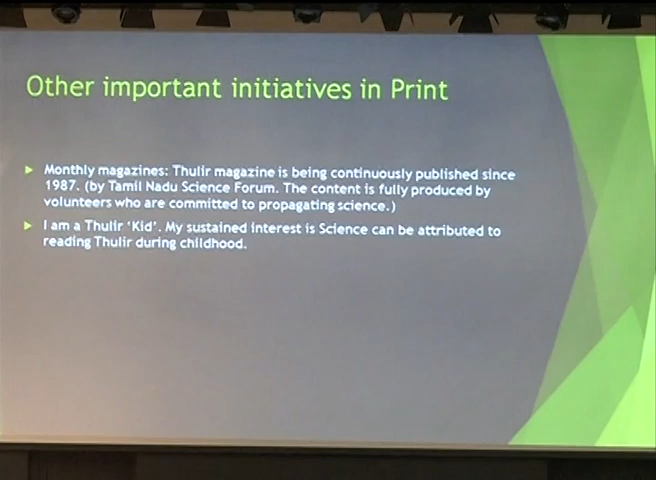 Other important initiatives in Print
Monthly magazines: Thulir magazine is being continuously published since
1987. (by Tamil Nadu Science Forum. The content is fully produced by
volunteers who are committed to propagating science.)
I am a Thulir 'Kid'. My sustained interest is Science can be attributed to
reading Thulir during childhood.